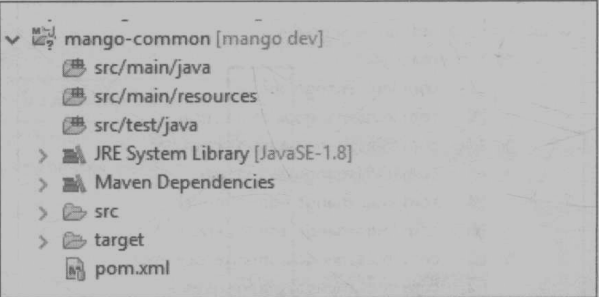 mango-common [mango dev]
src/main/java
src/main/resources
src/test/java
JRE System Library [JavaSE-1.8]
Maven Dependencies
src
target
pom.xml